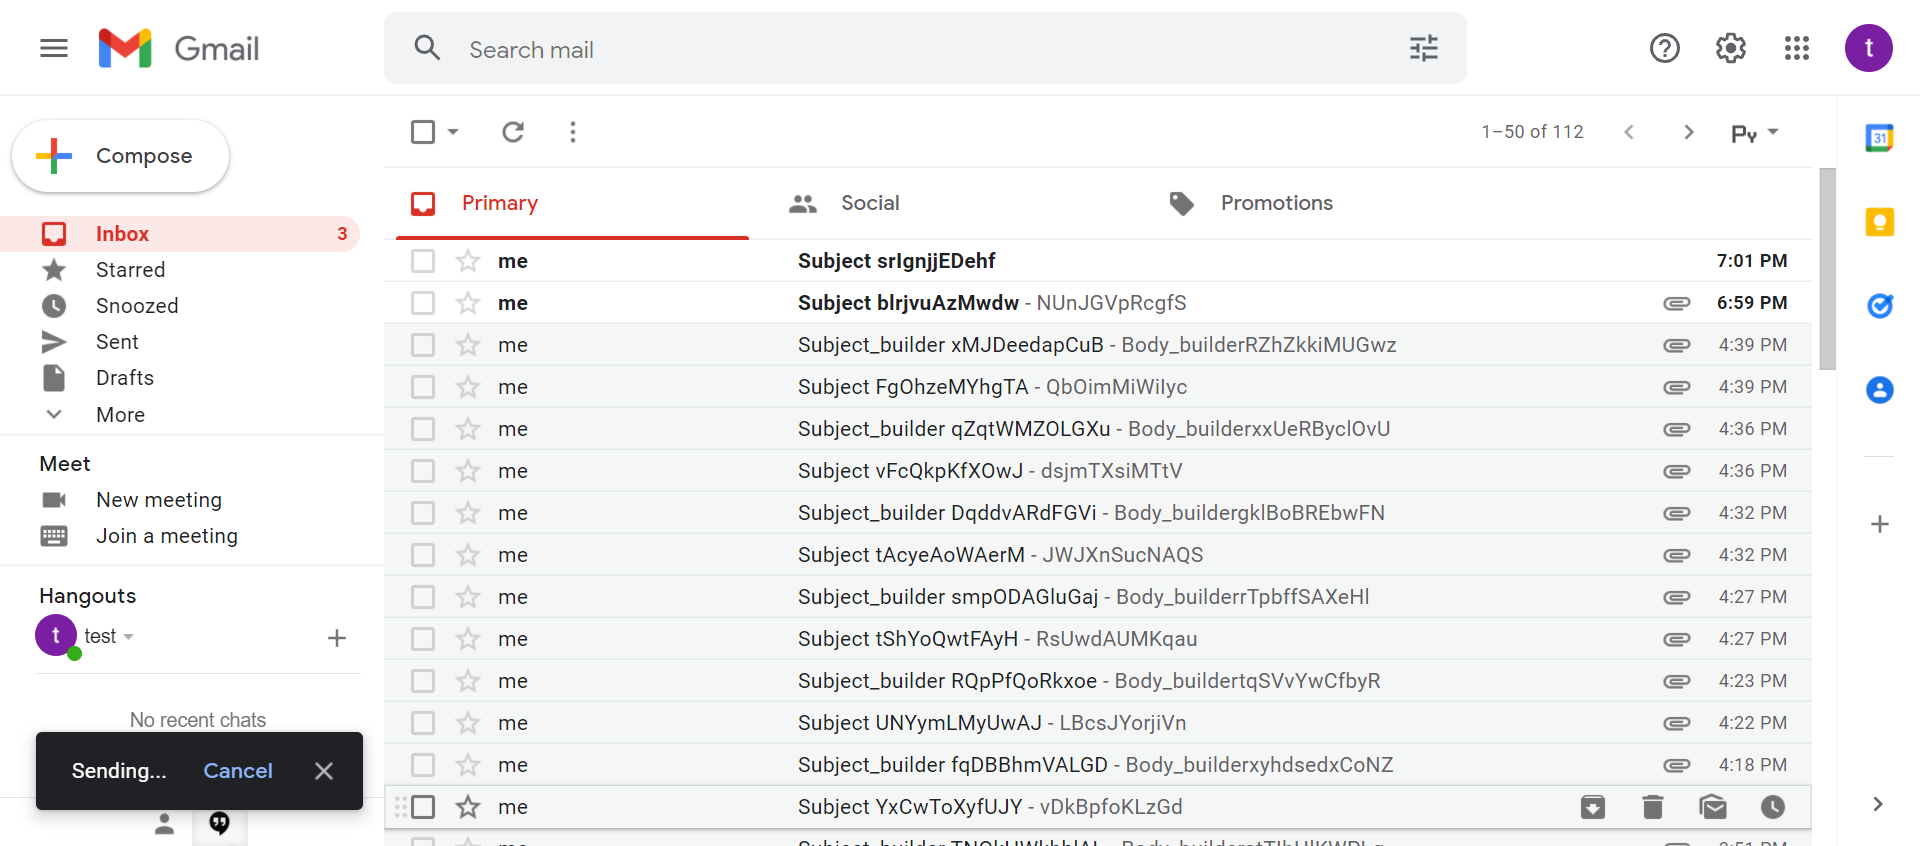 Gmail
Search mail
t
Compose
1–50 of 112
Py
31
Primary
Social
Promotions
Inbox 3
Starred
Snoozed
Sent
Drafts
More
Meet
New meeting
Join a meeting
Hangouts
t test
No recent chats
Sending... Cancel
me Subject srIgnjjEDehf 7:01 PM
me Subject blrjvuAzMwdw - NUnJGVpRcgfS 6:59 PM
me Subject_builder xMJDeedapCuB - Body_builderRZhZkkiMUGwz 4:39 PM
me Subject FgOhzeMYhgTA - QbOimMiWiIyc 4:39 PM
me Subject_builder qZqtWMZOLGXu - Body_builderxxUeRByclOvU 4:36 PM
me Subject vFcQkpKfXOwJ - dsjmTXsiMTtV 4:36 PM
me Subject_builder DqddvARdFGVi - Body_buildergklBoBREbwFN 4:32 PM
me Subject tAcyeAoWAerM - JWJXnSucNAQS 4:32 PM
me Subject_builder smpODAGluGaj - Body_builderrTpbffSAXeHl 4:27 PM
me Subject tShYoQwtFAyH - RsUwdAUMKqau 4:27 PM
me Subject_builder RQpPfQoRkxoe - Body_buildertqSVvYwCfbyR 4:23 PM
me Subject UNYymLMyUwAJ - LBcsJYorjiVn 4:22 PM
me Subject_builder fqDBBhmVALGD - Body_builderxyhdsedxCoNZ 4:18 PM
me Subject YxCwToXyfUJY - vDkBpfoKLzGd